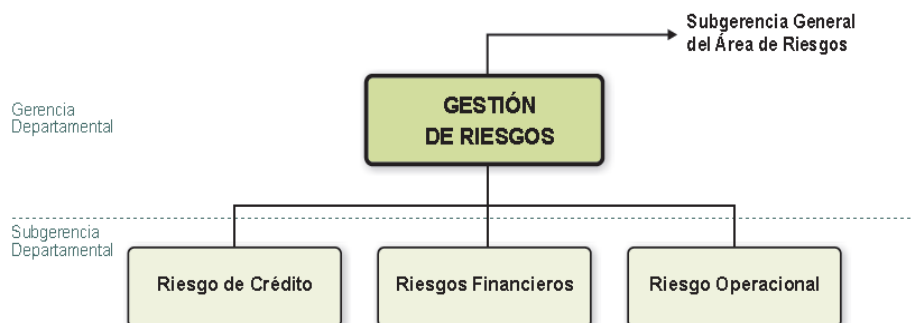 Subgerencia General
del Área de Riesgos
Gerencia
Departamental
GESTIÓN
DE RIESGOS
Subgerencia
Departamental
Riesgo de Crédito
Riesgos Financieros
Riesgo Operacional